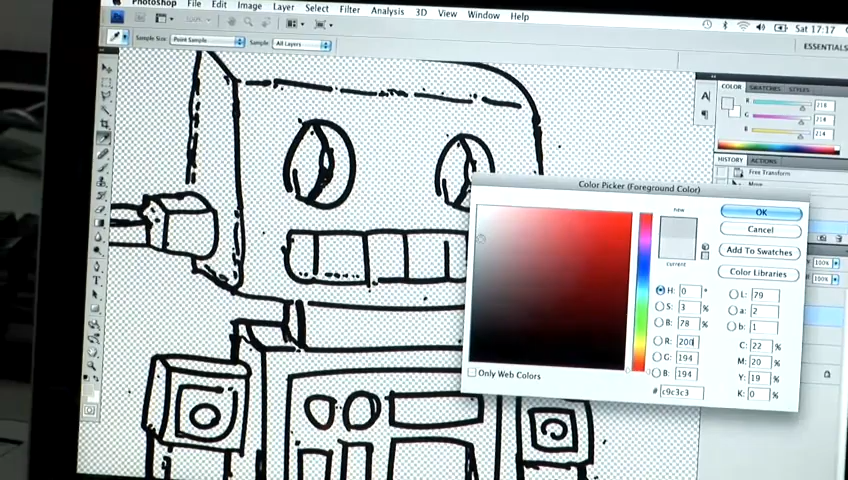 Photoshop File Edit Image Layer Select Filter Analysis 3D View Window Help Sat 17:17
Sample Size: Point Sample Sample: All Layers ESSENTIALS
COLOR SWATCHES STYLES
R 218
G 214
B 214
HISTORY ACTIONS
Free Transform
Move
Color Picker (Foreground Color)
new
current
OK
Cancel
Add To Swatches
Color Libraries
H: 0 °
S: 3 %
B: 78 %
R: 200
G: 194
B: 194
# c9c3c3
L: 79
a: 2
b: 1
C: 22 %
M: 20 %
Y: 19 %
K: 0 %
Only Web Colors
100%
100%